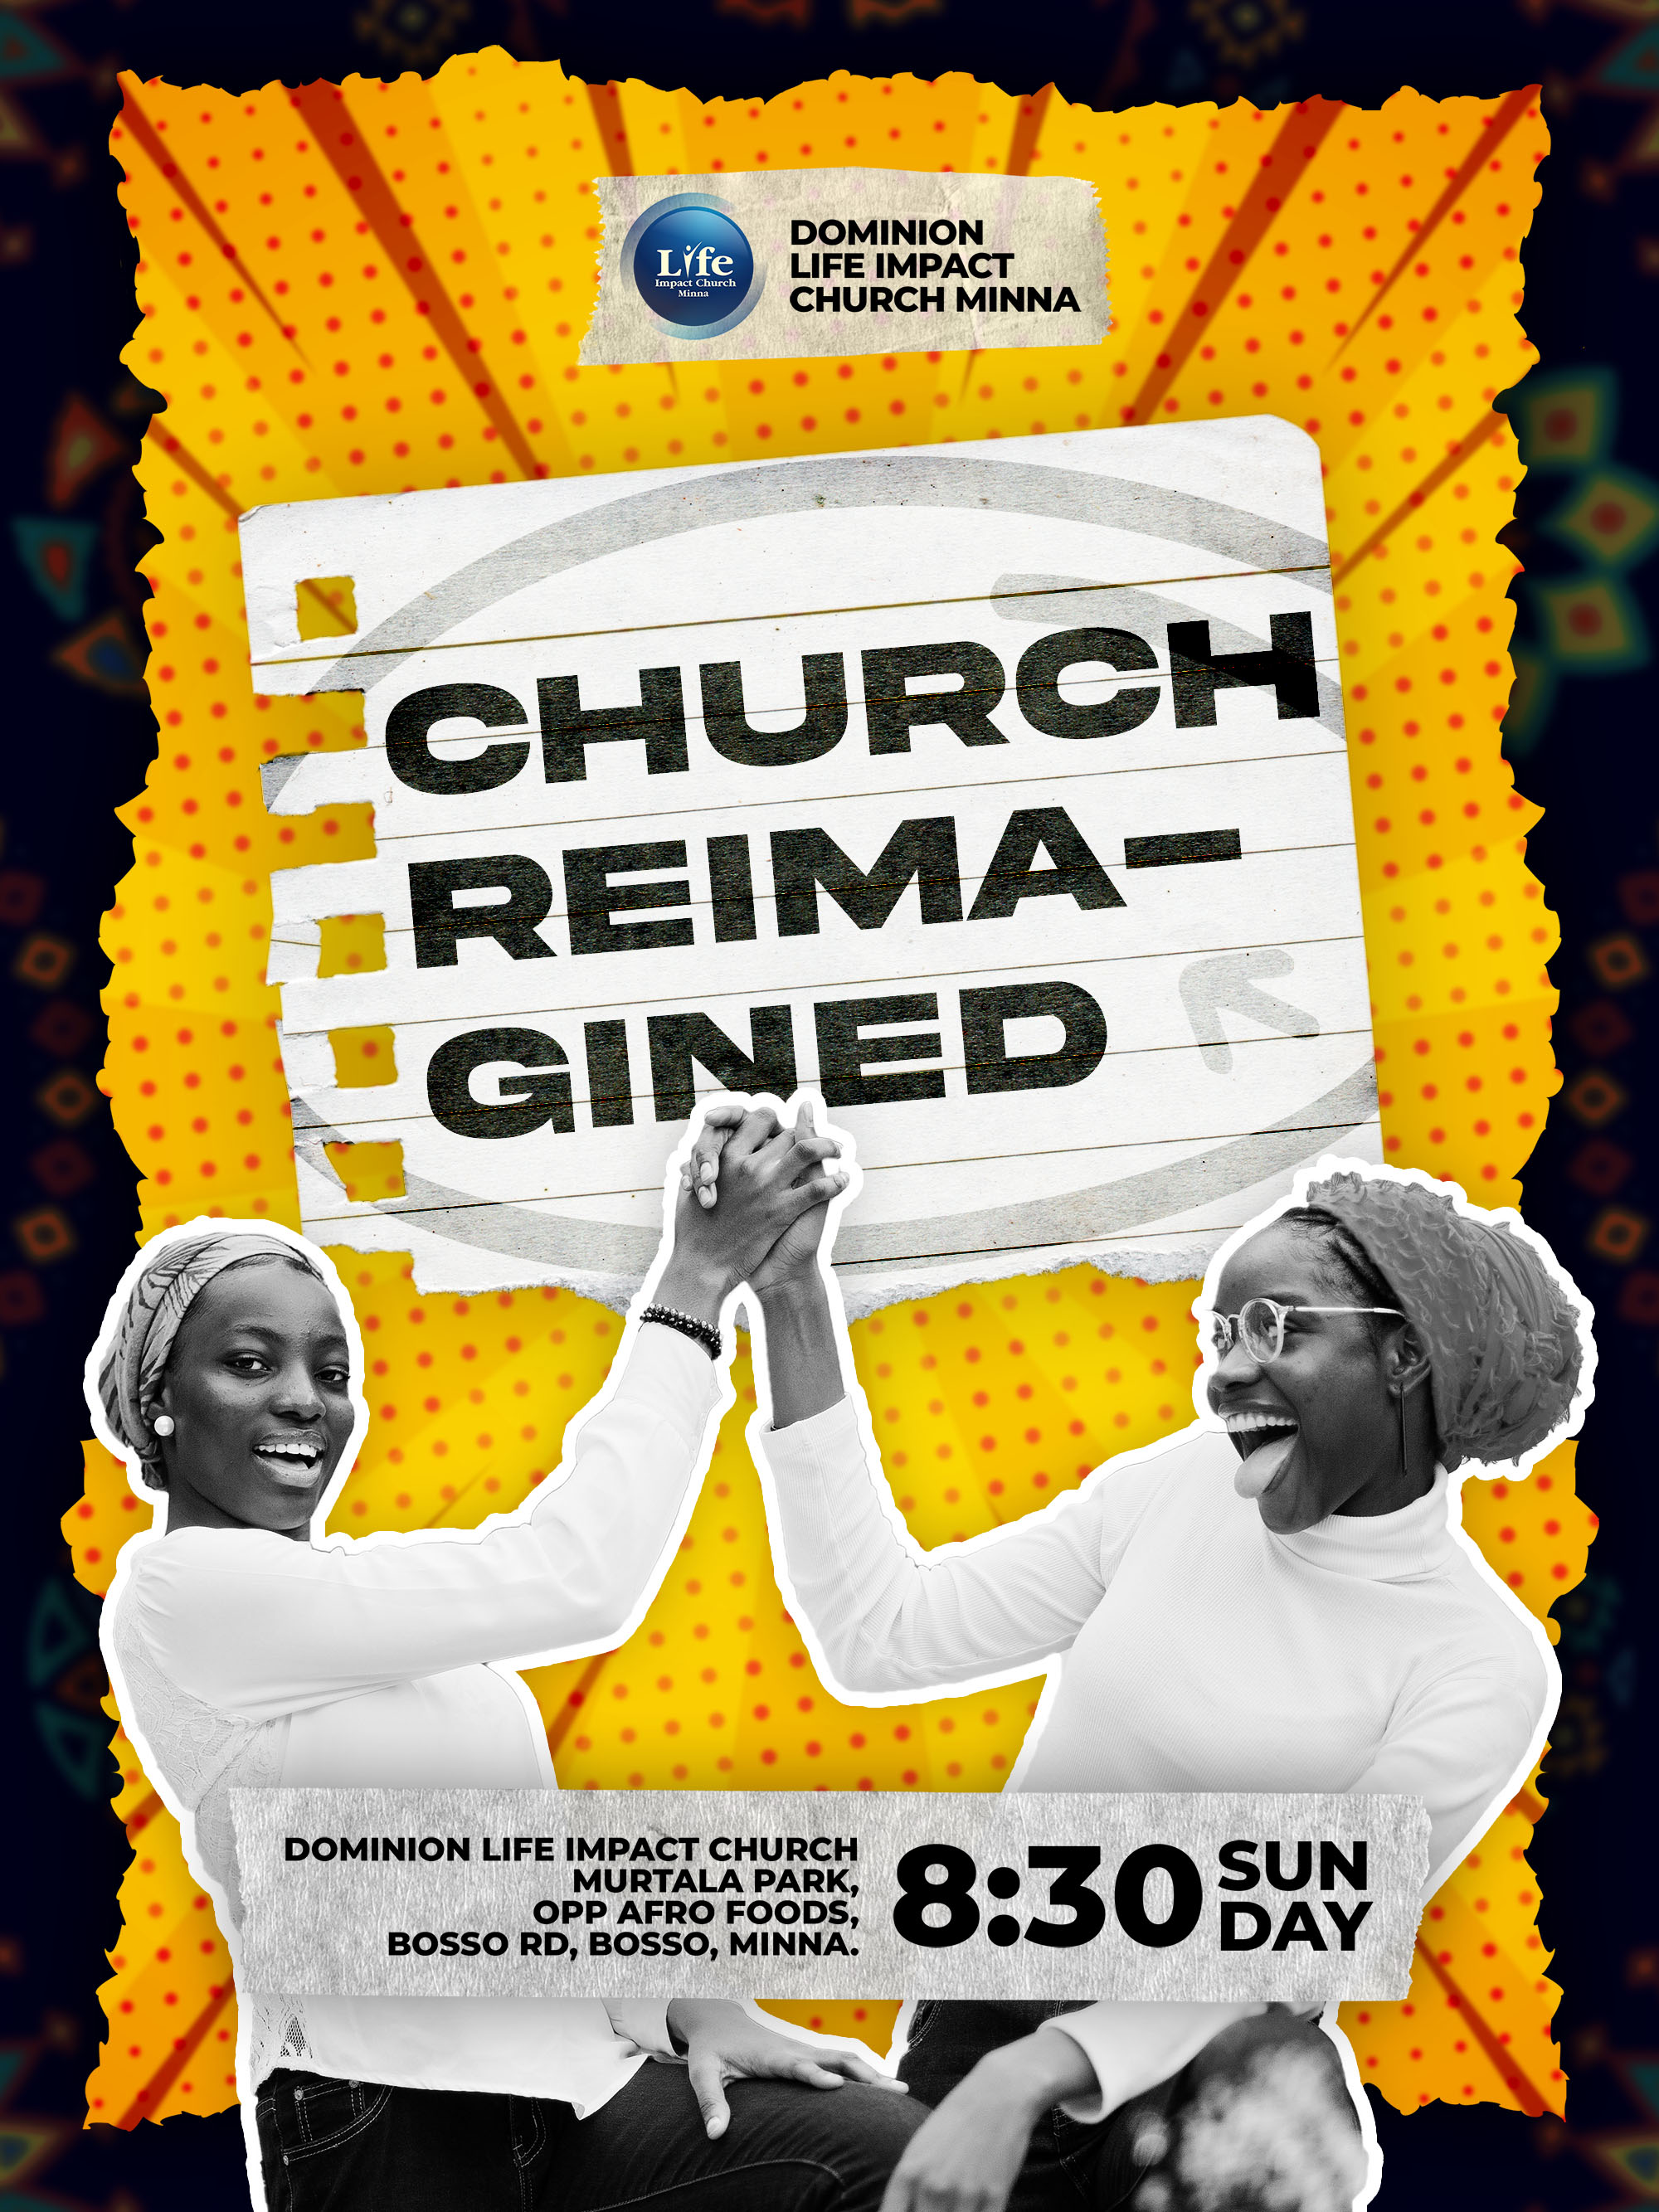 Life
Impact Church
Minna
DOMINION
LIFE IMPACT
CHURCH MINNA
CHURCH
REIMA-
GINED
DOMINION LIFE IMPACT CHURCH
MURTALA PARK,
OPP AFRO FOODS,
BOSSO RD, BOSSO, MINNA.
8:30
SUN
DAY